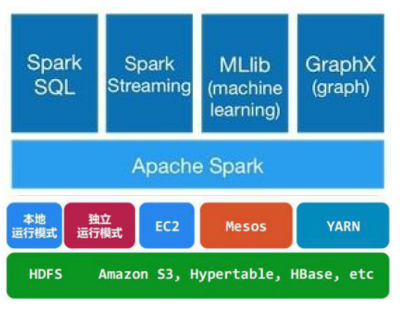 Spark
SQL
Spark
Streaming
MLlib
(machine
learning)
GraphX
(graph)
Apache Spark
本地
运行模式
独立
运行模式
EC2
Mesos
YARN
HDFS Amazon S3, Hypertable, HBase, etc